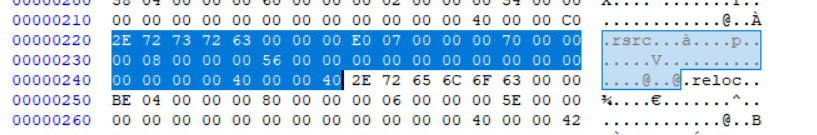 00000210 00 00 00 00 00 00 00 00 00 00 00 00 40 00 00 C0 ............@..À
00000220 2E 72 73 72 63 00 00 00 E0 07 00 00 00 70 00 00 .rsrc...à....p..
00000230 00 08 00 00 00 56 00 00 00 00 00 00 00 00 00 00 .....V..........
00000240 00 00 00 00 40 00 00 40 2E 72 65 6C 6F 63 00 00 ....@..@.reloc..
00000250 BE 04 00 00 00 80 00 00 00 06 00 00 00 5E 00 00 ¾....€.......^..
00000260 00 00 00 00 00 00 00 00 00 00 00 00 40 00 00 42 ............@..B